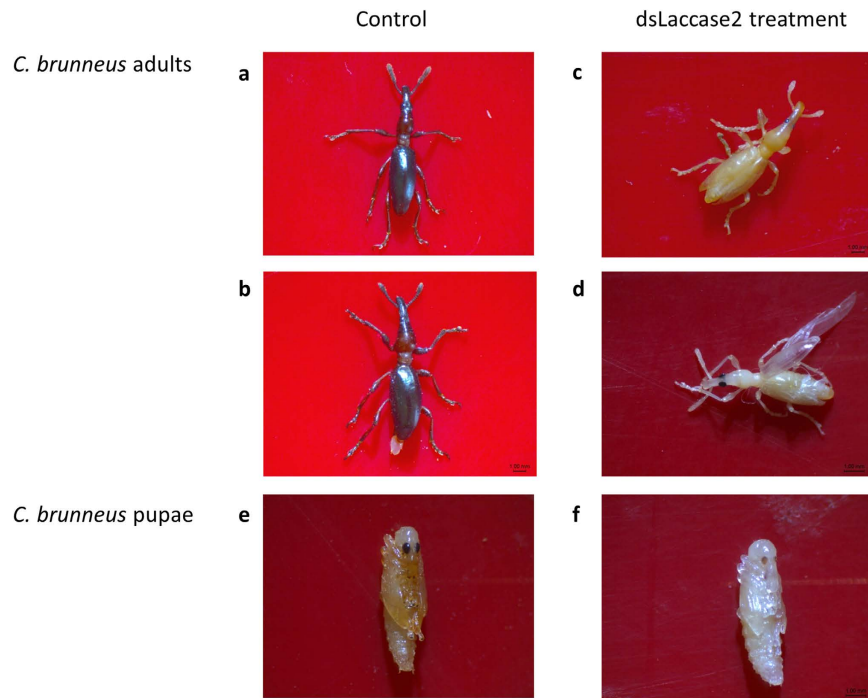 Control
dsLaccase2 treatment
C. brunneus adults
a
c
b
d
C. brunneus pupae
e
f